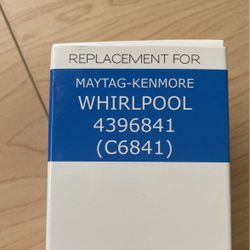 REPLACEMENT FOR
MAYTAG-KENMORE
WHIRLPOOL
4396841
(C6841)